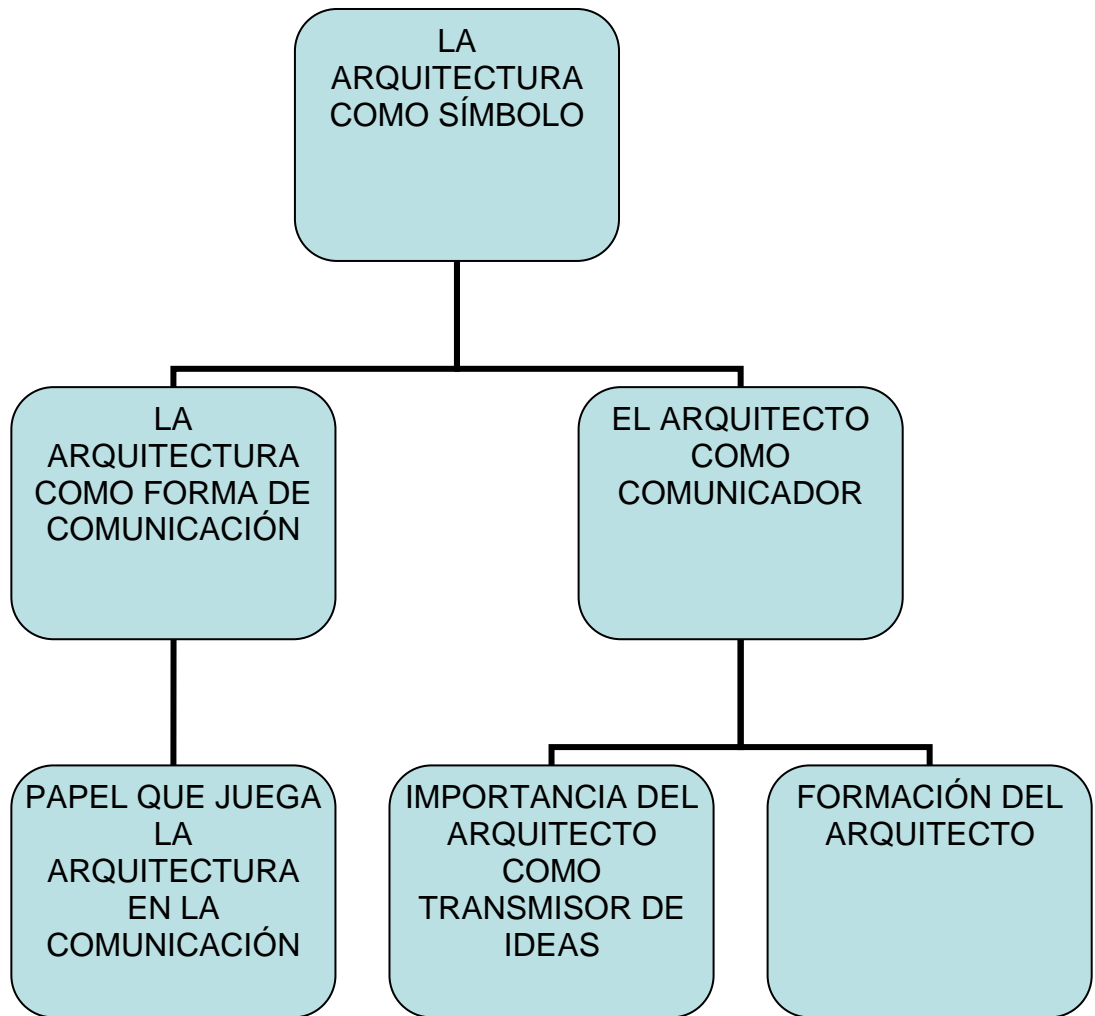 LA
ARQUITECTURA
COMO SÍMBOLO
LA
ARQUITECTURA
COMO FORMA DE
COMUNICACIÓN
EL ARQUITECTO
COMO
COMUNICADOR
PAPEL QUE JUEGA
LA
ARQUITECTURA
EN LA
COMUNICACIÓN
IMPORTANCIA DEL
ARQUITECTO
COMO
TRANSMISOR DE
IDEAS
FORMACIÓN DEL
ARQUITECTO